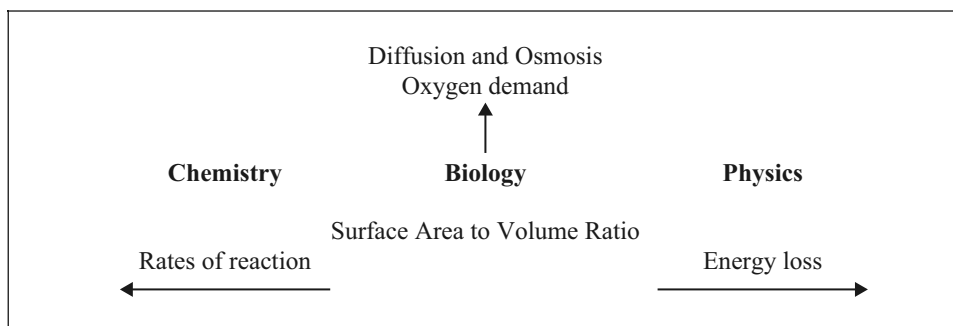 Diffusion and Osmosis
Oxygen demand
Chemistry
Biology
Physics
Surface Area to Volume Ratio
Rates of reaction
Energy loss